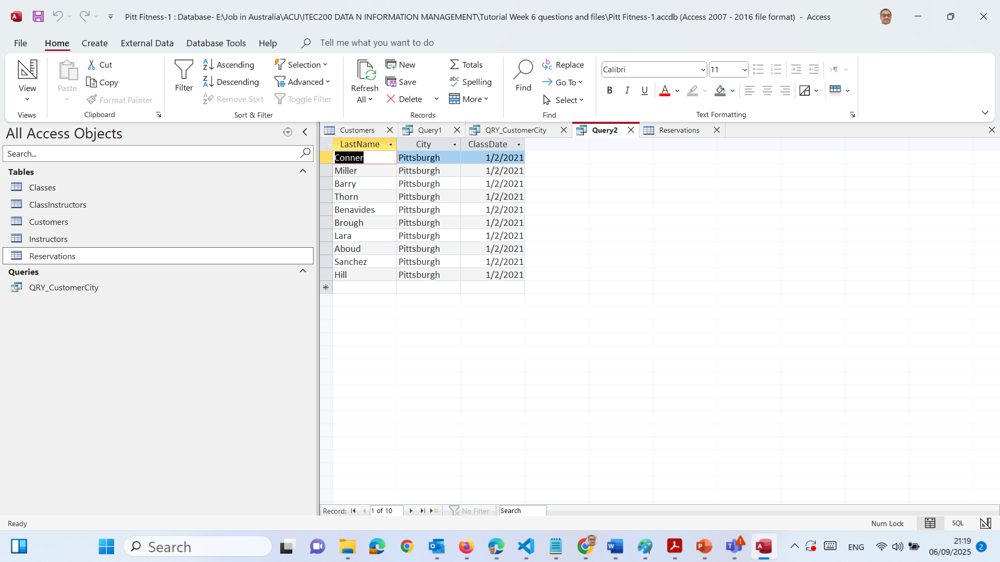 Pitt Fitness-1 : Database- E:\Job in Australia\ACU\ITEC200 DATA N INFORMATION MANAGEMENT\Tutorial Week 6 questions and files\Pitt Fitness-1.accdb (Access 2007 - 2016 file format) - Access
File Home Create External Data Database Tools Help Tell me what you want to do
View
Views
Paste
Cut
Copy
Format Painter
Clipboard
Filter
Ascending
Descending
Remove Sort
Selection
Advanced
Toggle Filter
Sort & Filter
Refresh
All
New
Save
Delete
Totals
Spelling
More
Records
Find
Replace
Go To
Select
Find
Calibri 11
B I U
Text Formatting
All Access Objects
Search...
Tables
Classes
ClassInstructors
Customers
Instructors
Reservations
Queries
QRY_CustomerCity
Customers Query1 QRY_CustomerCity Query2 Reservations
LastName City ClassDate
Conner Pittsburgh 1/2/2021
Miller Pittsburgh 1/2/2021
Barry Pittsburgh 1/2/2021
Thorn Pittsburgh 1/2/2021
Benavides Pittsburgh 1/2/2021
Brough Pittsburgh 1/2/2021
Lara Pittsburgh 1/2/2021
Aboud Pittsburgh 1/2/2021
Sanchez Pittsburgh 1/2/2021
Hill Pittsburgh 1/2/2021
Record: 1 of 10 No Filter Search
Ready Num Lock SQL
Search ENG 21:19
06/09/2025 2